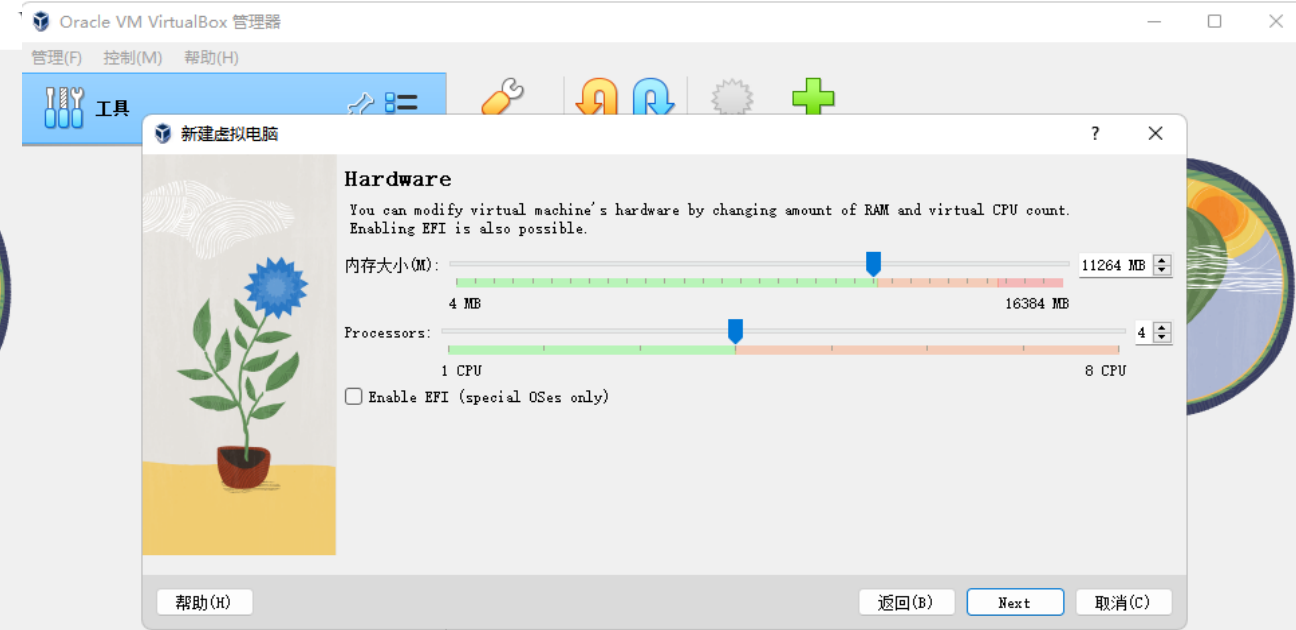 Oracle VM VirtualBox 管理器
管理(F) 控制(M) 帮助(H)
工具
新建虚拟电脑
?
Hardware
You can modify virtual machine's hardware by changing amount of RAM and virtual CPU count.
Enabling EFI is also possible.
内存大小(M):
11264 MB
4 MB 16384 MB
Processors:
4
1 CPU 8 CPU
Enable EFI (special OSes only)
帮助(H) 返回(B) Next 取消(C)